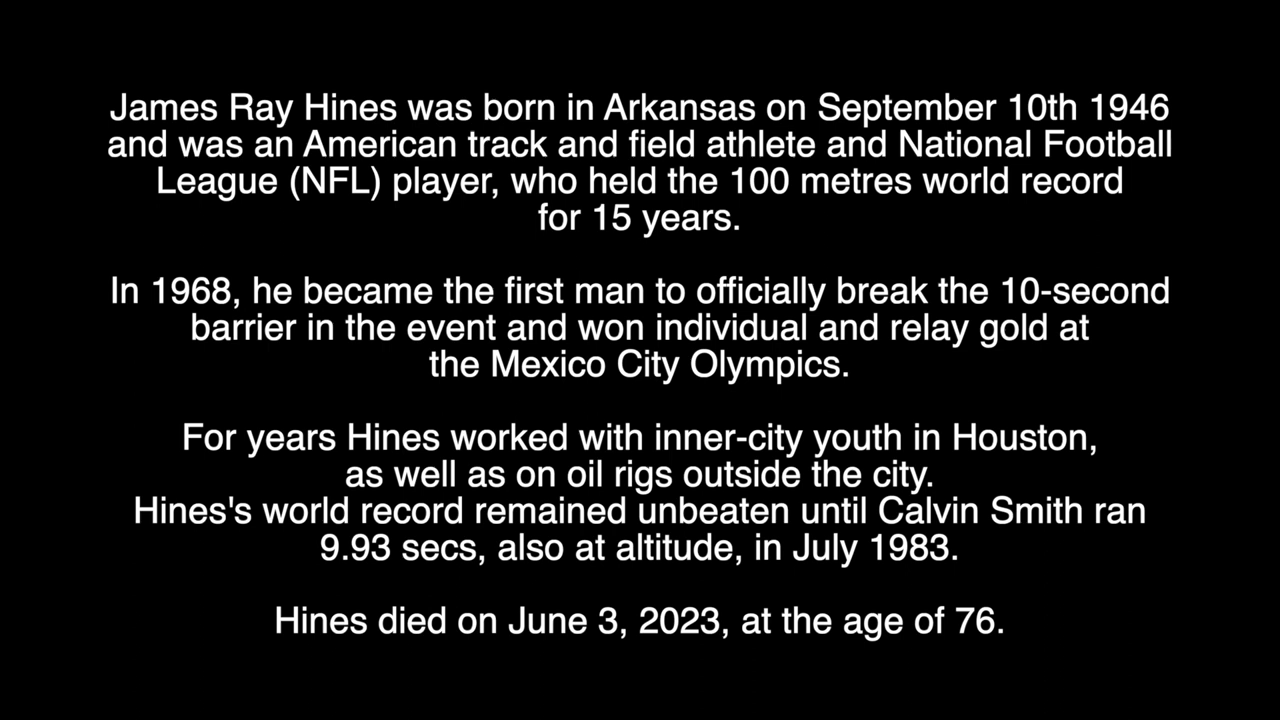 James Ray Hines was born in Arkansas on September 10th 1946
and was an American track and field athlete and National Football
League (NFL) player, who held the 100 metres world record
for 15 years.
In 1968, he became the first man to officially break the 10-second
barrier in the event and won individual and relay gold at
the Mexico City Olympics.
For years Hines worked with inner-city youth in Houston,
as well as on oil rigs outside the city.
Hines's world record remained unbeaten until Calvin Smith ran
9.93 secs, also at altitude, in July 1983.
Hines died on June 3, 2023, at the age of 76.